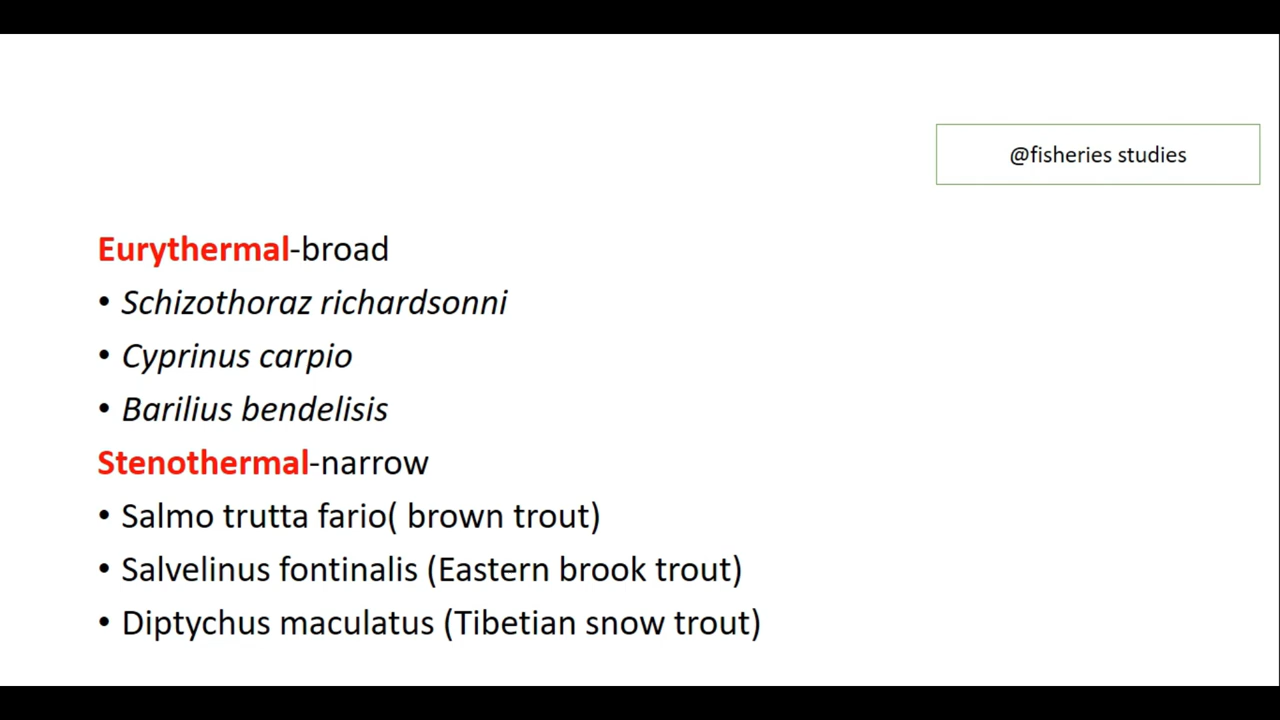 @fisheries studies
Eurythermal-broad
• Schizothoraz richardsonni
• Cyprinus carpio
• Barilius bendelisis
Stenothermal-narrow
• Salmo trutta fario( brown trout)
• Salvelinus fontinalis (Eastern brook trout)
• Diptychus maculatus (Tibetian snow trout)